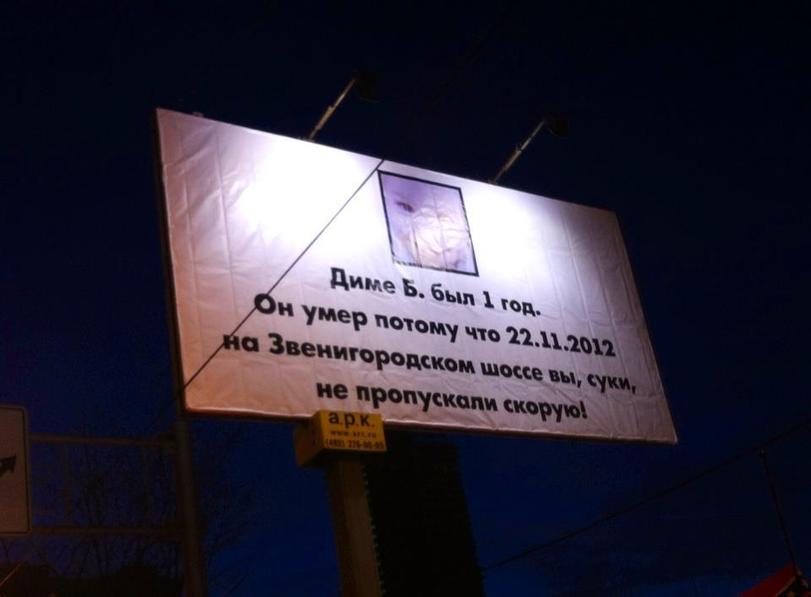 Диме Б. был 1 год.
Он умер потому что 22.11.2012
на Звенигородском шоссе вы, суки,
не пропускали скорую!
а.р.к.